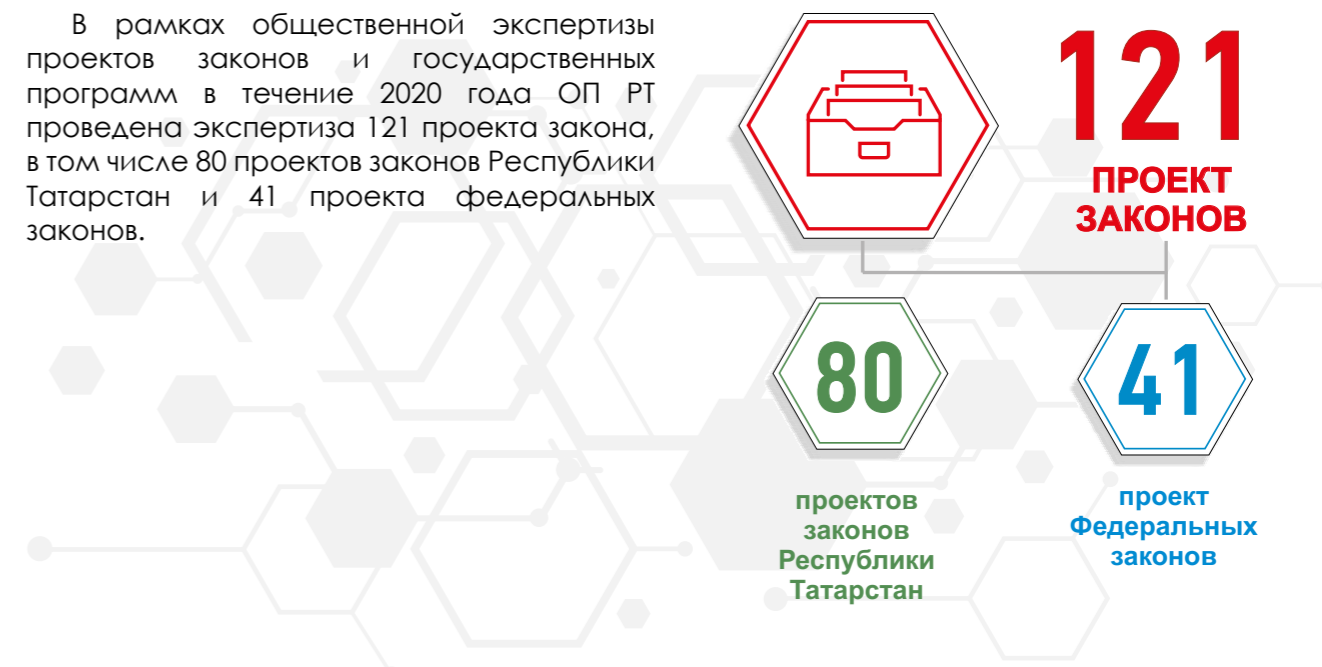 В рамках общественной экспертизы
проектов законов и государственных
программ в течение 2020 года ОП РТ
проведена экспертиза 121 проекта закона,
в том числе 80 проектов законов Республики
Татарстан и 41 проекта федеральных
законов.
121
ПРОЕКТ
ЗАКОНОВ
80
проектов
законов
Республики
Татарстан
41
проект
Федеральных
законов